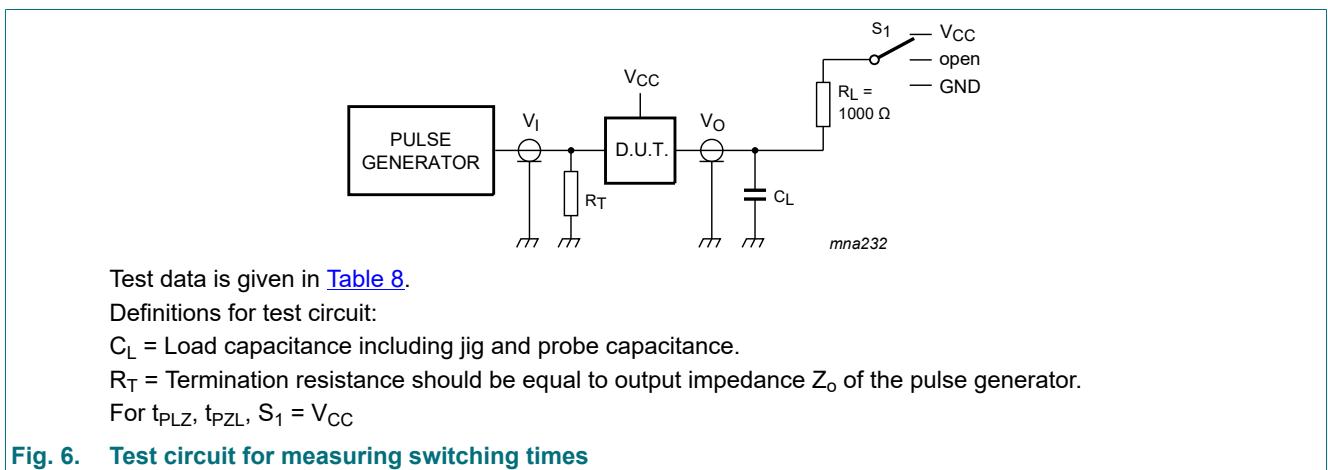 S1
VCC
open
GND
VCC
RL =
1000 Ω
PULSE
GENERATOR
VI
D.U.T.
VO
RT
CL
mna232
Test data is given in Table 8.
Definitions for test circuit:
CL = Load capacitance including jig and probe capacitance.
RT = Termination resistance should be equal to output impedance Zo of the pulse generator.
For tPLZ, tPZL, S1 = VCC
Fig. 6. Test circuit for measuring switching times